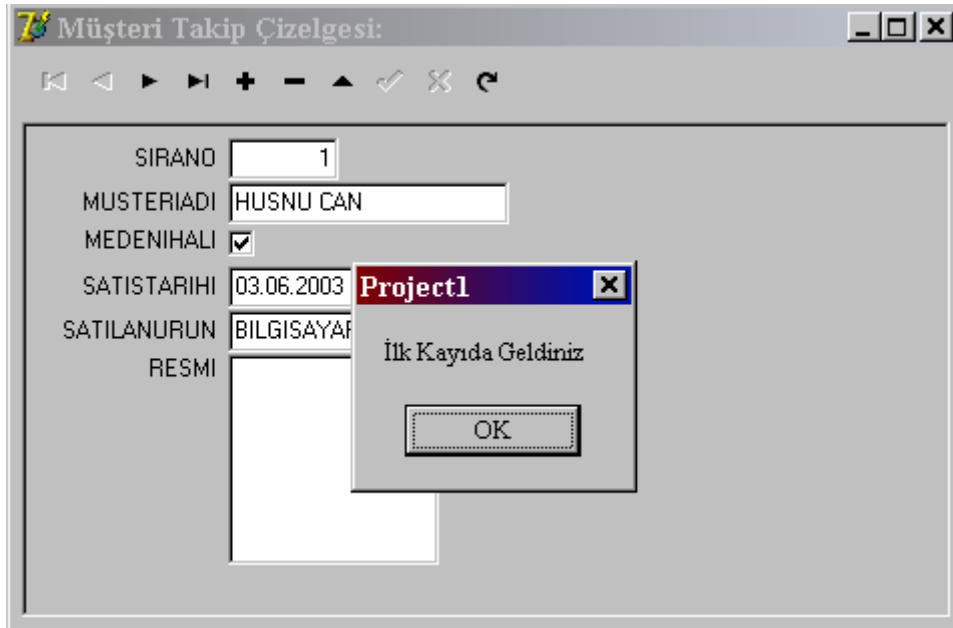 Müşteri Takip Çizelgesi:
SIRANO 1
MUSTERIADI HUSNU CAN
MEDENIHALI
SATISTARIHI 03.06.2003
SATILANURUN BILGISAYAR
RESMI
Project1
İlk Kayıda Geldiniz
OK